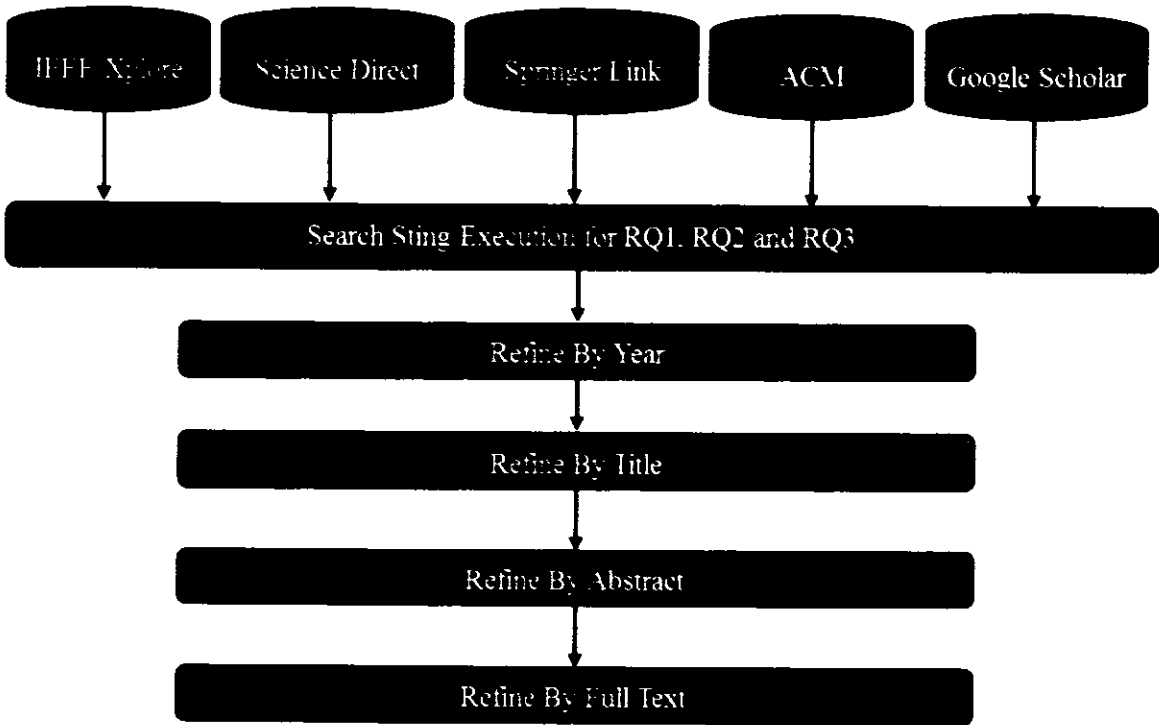 IEEE Xplore
Science Direct
Springer Link
ACM
Google Scholar
Search Sting Execution for RQ1, RQ2 and RQ3
Refine By Year
Refine By Title
Refine By Abstract
Refine By Full Text